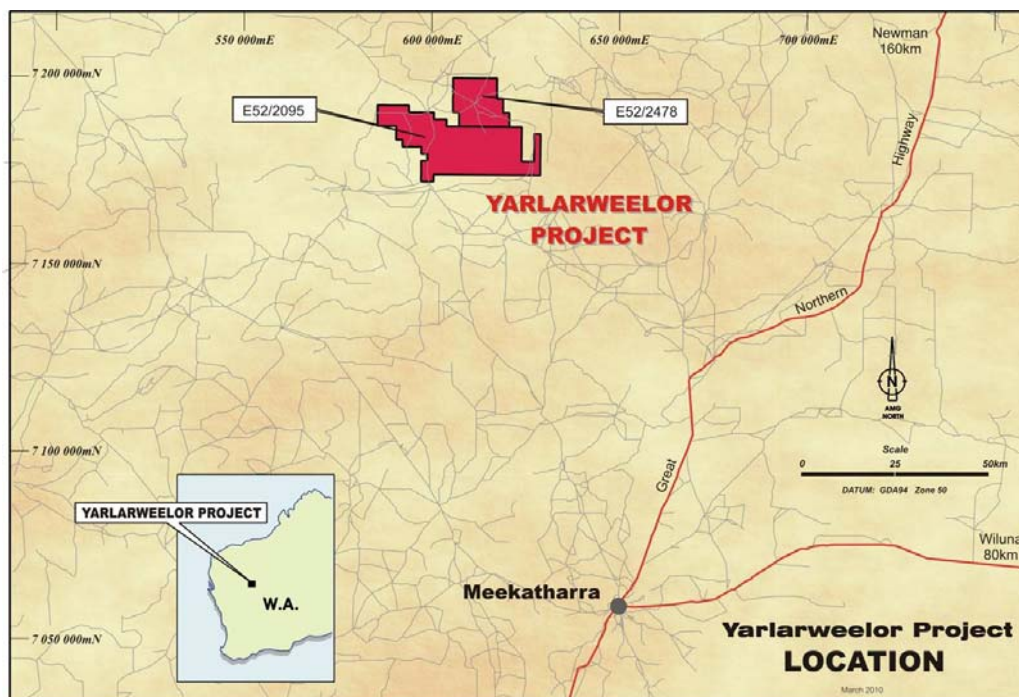 550 000mE
600 000mE
650 000mE
700 000mE
Newman
160km
7 200 000mN
E52/2095
E52/2478
Highway
YARLARWEELOR
PROJECT
7 150 000mN
Northern
N
AMG
NORTH
7 100 000mN
Scale
0 25 50km
DATUM: GDA94 Zone 50
Great
YARLARWEELOR PROJECT
W.A.
Wiluna
80km
Meekatharra
7 050 000mN
Yarlarweelor Project
LOCATION
March 2010